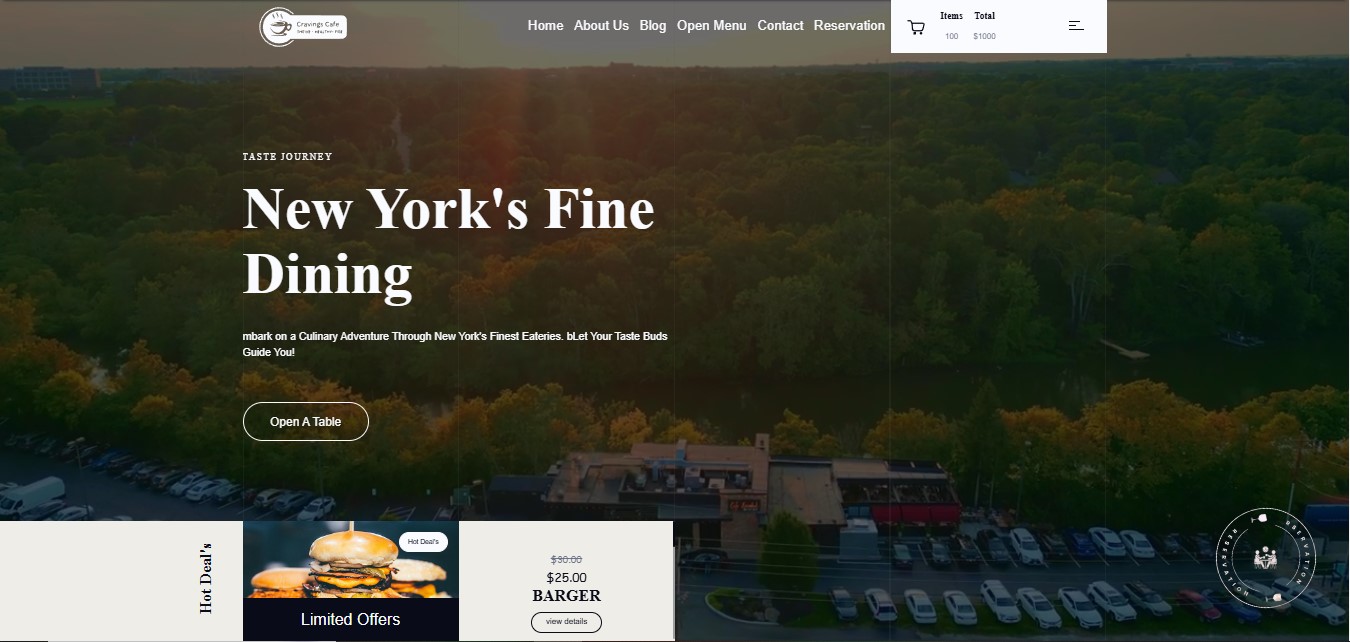 Cravings Cafe
Home About Us Blog Open Menu Contact Reservation
Items Total
100 $1000
TASTE JOURNEY
New York's Fine
Dining
mbark on a Culinary Adventure Through New York's Finest Eateries. bLet Your Taste Buds
Guide You!
Open A Table
Hot Deal's
Hot Deal's
Limited Offers
$30.00
$25.00
BARGER
view details
RESERVATION
RESERVATION